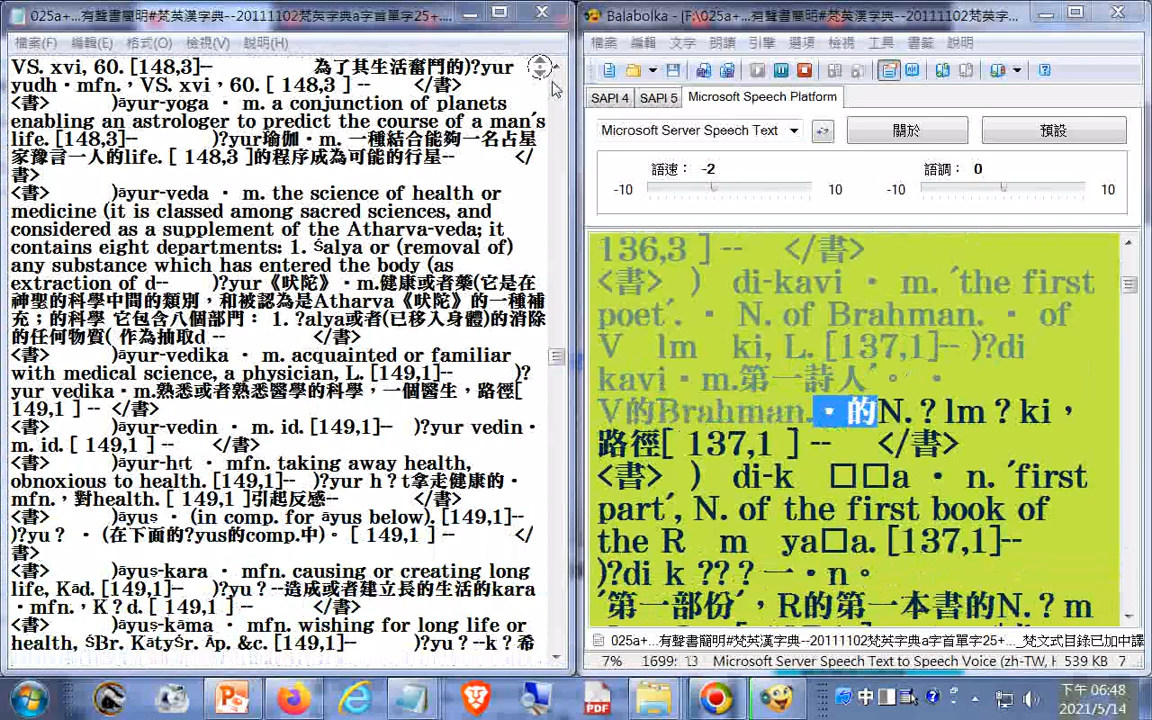 025a+...有聲書簡明#梵英漢字典--20111102梵英字典a字首單字25+...
檔案(F) 編輯(E) 格式(O) 檢視(V) 說明(H)
VS. xvi, 60. [148,3]-- 為了其生活奮鬥的)?yur
yudh‧mfn.，VS. xvi，60. [ 148,3 ] -- </書>
<書> )āyur-yoga ‧ m. a conjunction of planets
enabling an astrologer to predict the course of a man's
life. [148,3]-- )?yur瑜伽‧m. 一種結合能夠一名占星
家豫言一人的life. [ 148,3 ]的程序成為可能的行星-- </
書>
<書> )āyur-veda ‧ m. the science of health or
medicine (it is classed among sacred sciences, and
considered as a supplement of the Atharva-veda; it
contains eight departments: 1. Śalya or (removal of)
any substance which has entered the body (as
extraction of d-- )?yur《吠陀》‧m.健康或者藥(它是在
神聖的科學中間的類別，和被認為是Atharva《吠陀》的一種補
充；的科學 它包含八個部門： 1. ?alya或者(已移入身體)的消除
的任何物質( 作為抽取d -- </書>
<書> )āyur-vedika ‧ m. acquainted or familiar
with medical science, a physician, L. [149,1]-- )?
yur vedika‧m.熟悉或者熟悉醫學的科學，一個醫生，路徑[
149,1 ] -- </書>
<書> )āyur-vedin ‧ m. id. [149,1]-- )?yur vedin‧
m. id. [ 149,1 ] </書>
<書> )āyur-hṛt ‧ mfn. taking away health,
obnoxious to health. [149,1]-- )?yur h？t拿走健康的‧
mfn.，對health. [ 149,1 ]引起反感-- </書>
<書> )āyuṣ ‧ (in comp. for āyus below). [149,1]--
)?yu？ ‧ (在下面的?yus的comp.中)‧ [ 149,1 ] </
書>
<書> )āyuṣ-kara ‧ mfn. causing or creating long
life, Kād. [149,1]-- )?yu？--造成或者建立長的生活的kara
‧mfn.，K？d. [ 149,1 ] -- </書>
<書> )āyuṣ-kāma ‧ mfn. wishing for long life or
health, ŚBr. KātyŚr. Āp. &c. [149,1]-- )?yu？--k？希
Balabolka - [F:\025a+...有聲書簡明#梵英漢字典--20111102梵英字...
檔案 編輯 文字 朗讀 引擎 選項 檢視 工具 書籤 說明
SAPI 4 SAPI 5 Microsoft Speech Platform
Microsoft Server Speech Text 關於 預設
語速： -2 語調： 0
-10 10 -10 10
136,3 ] -- </書>
<書> ) di-kavi ‧ m. ′the first
poet′. ‧ N. of Brahman. ‧ of
V lm ki, L. [137,1]-- )?di
kavi‧m.第一詩人′。‧
V的Brahman.‧的N.？lm？ki，
路徑[ 137,1 ] -- </書>
<書> ) di-k □□a ‧ n. ′first
part′, N. of the first book of
the R m ya□a. [137,1]--
)?di k ???一‧n。
′第一部份′，R的第一本書的N.？m
025a+...有聲書簡明#梵英漢字典--20111102梵英字典a字首單字25+..._梵文式目錄已加中譯
7% 1699: 13 Microsoft Server Speech Text to Speech Voice (zh-TW, H 539 KB 7
中
下午 06:48
2021/5/14